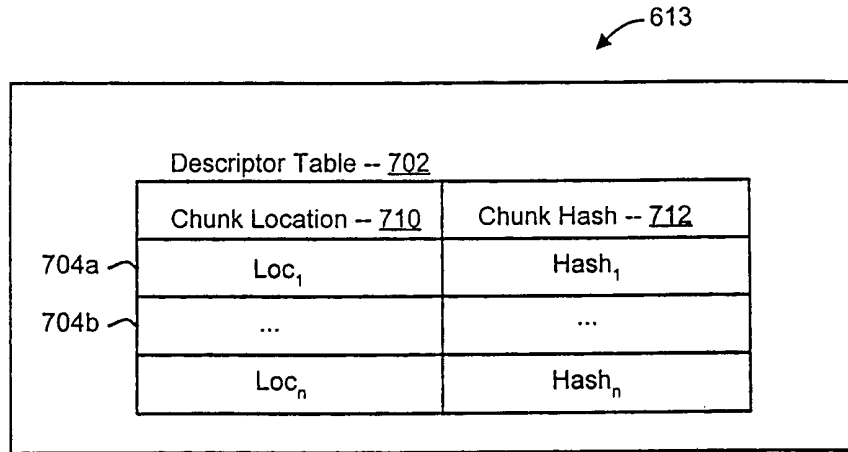 613
Descriptor Table -- 702
Chunk Location -- 710 Chunk Hash -- 712
704a Loc₁ Hash₁
704b ... ...
Locₙ Hashₙ